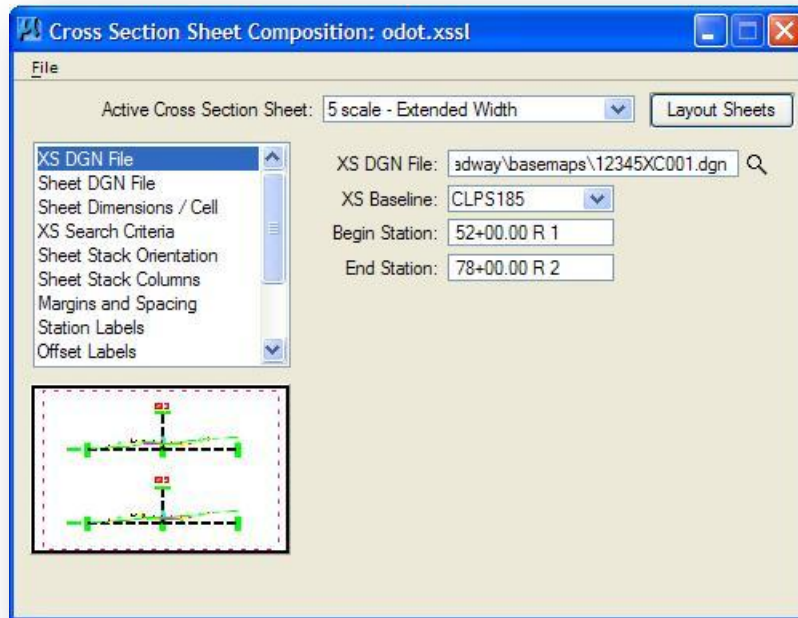 Cross Section Sheet Composition: odot.xssl
File
Active Cross Section Sheet: 5 scale - Extended Width Layout Sheets
XS DGN File
Sheet DGN File
Sheet Dimensions / Cell
XS Search Criteria
Sheet Stack Orientation
Sheet Stack Columns
Margins and Spacing
Station Labels
Offset Labels
XS DGN File: adway\basemaps\12345XC001.dgn
XS Baseline: CLPS185
Begin Station: 52+00.00 R 1
End Station: 78+00.00 R 2